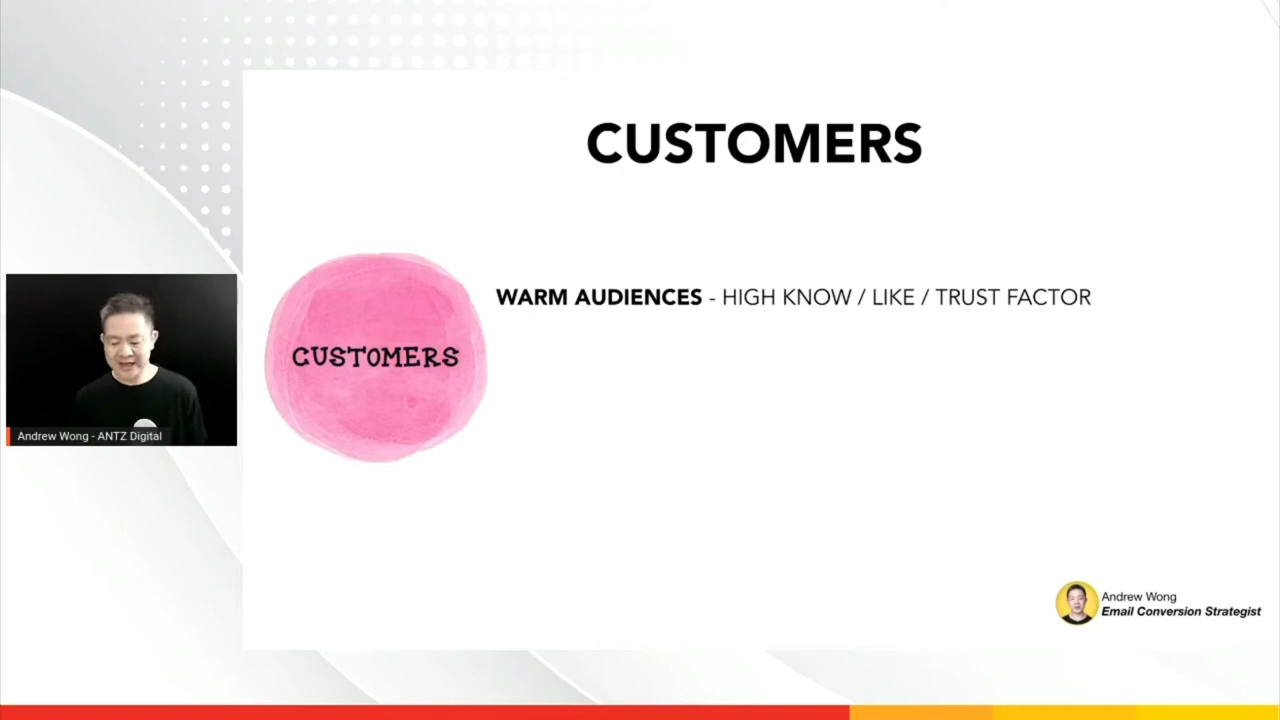 CUSTOMERS
WARM AUDIENCES - HIGH KNOW / LIKE / TRUST FACTOR
CUSTOMERS
Andrew Wong - ANTZ Digital
Andrew Wong
Email Conversion Strategist